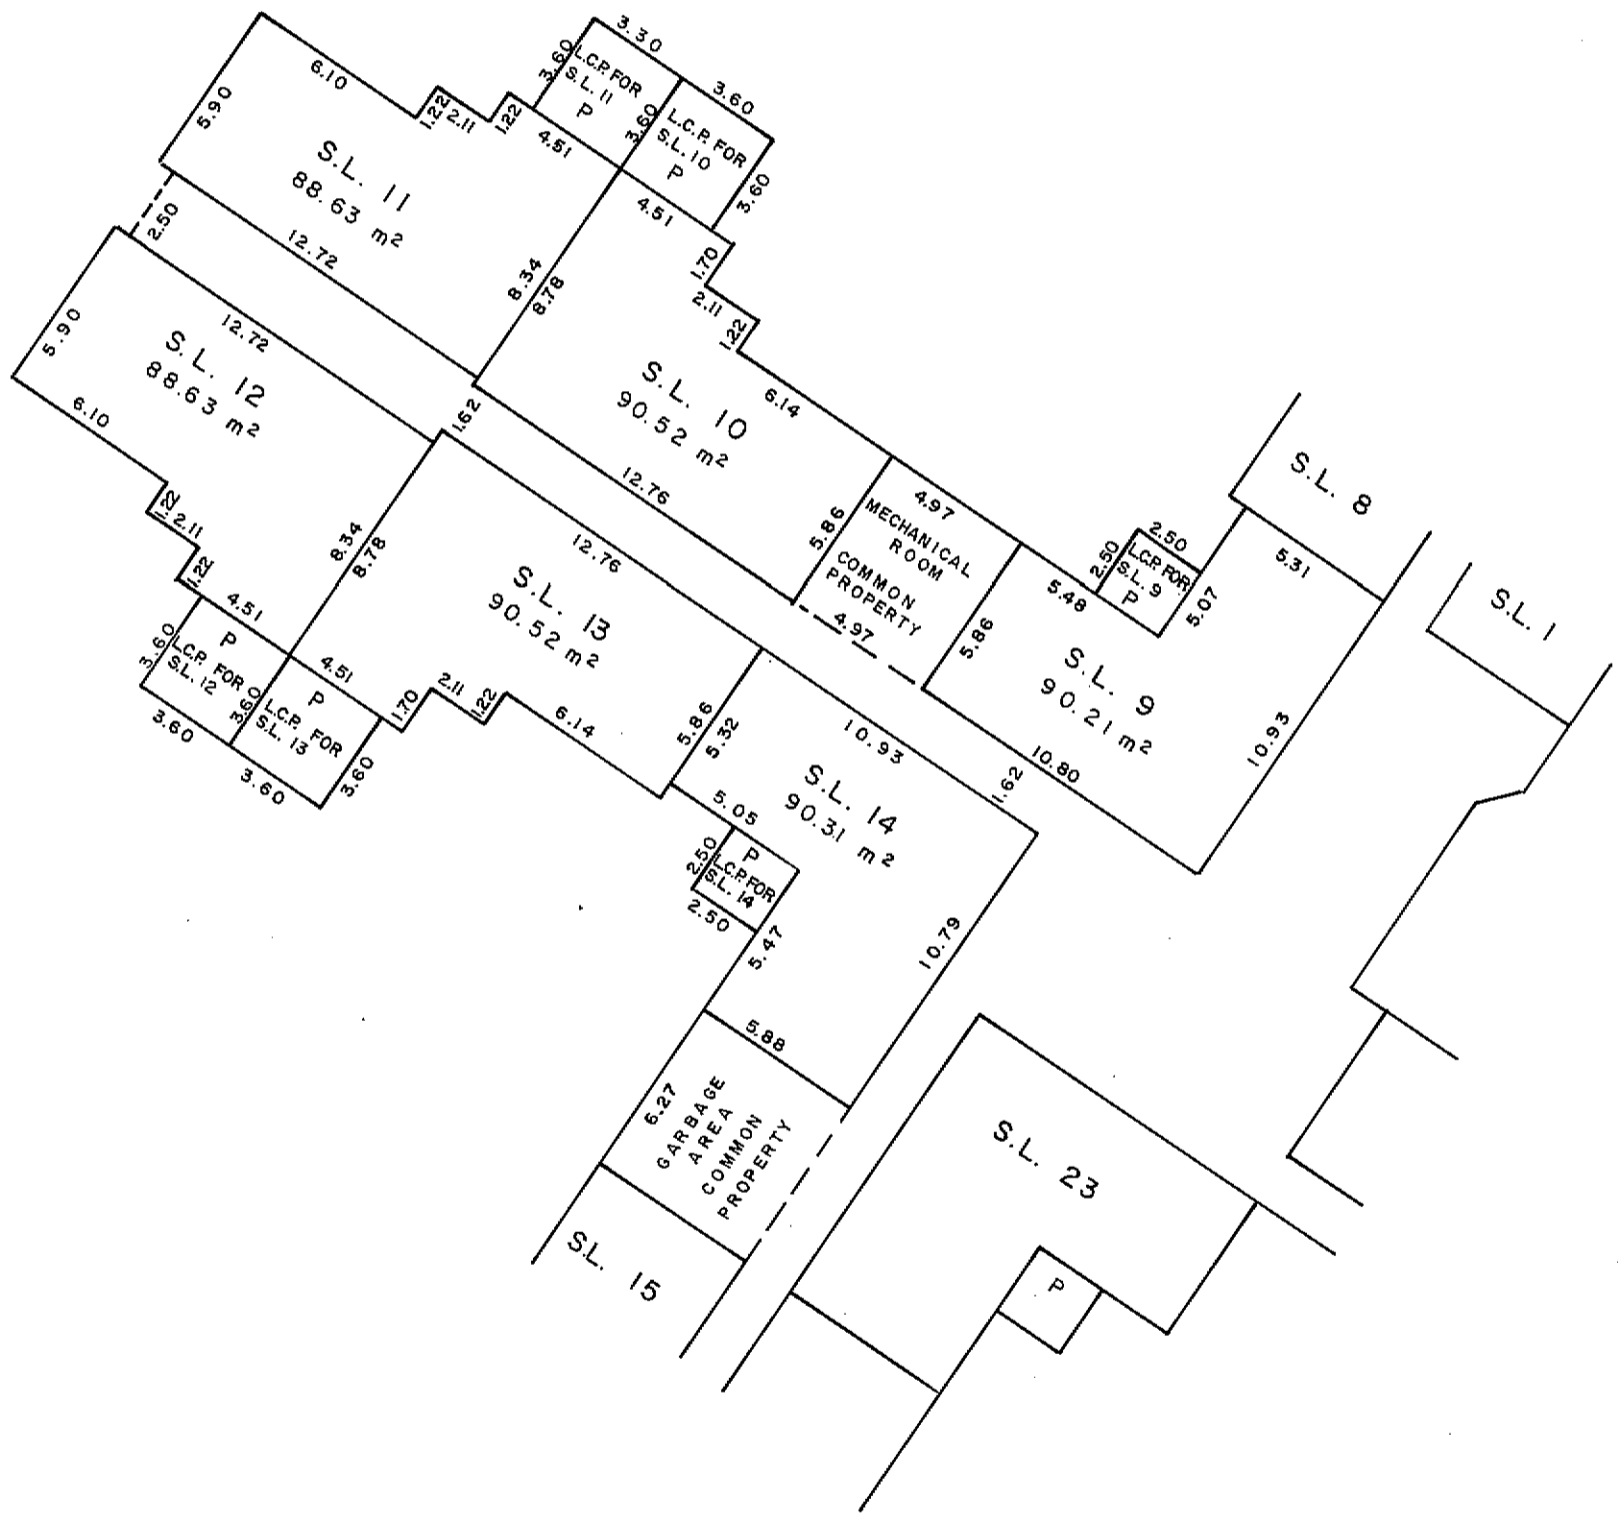 3.30
3.60
L.C.P. FOR
S.L. 11
P
3.60
3.60
L.C.P. FOR
S.L. 10
P
3.60
6.10
5.90
1.22
2.11
1.22
4.51
S.L. 11
88.63 m²
12.72
2.50
8.34
8.78
4.51
1.70
2.11
1.22
6.14
S.L. 10
90.52 m²
12.76
5.86
1.62
5.90
12.72
S.L. 12
88.63 m²
6.10
1.22
2.11
1.22
4.51
8.34
8.78
3.60
P
L.C.P. FOR
S.L. 12
3.60
3.60
4.51
P
L.C.P. FOR
S.L. 13
3.60
3.60
1.70
2.11
1.22
6.14
12.76
S.L. 13
90.52 m²
5.86
5.32
4.97
MECHANICAL
ROOM
COMMON
PROPERTY
4.97
5.86
5.48
2.50
2.50
L.C.P. FOR
S.L. 9
P
5.07
S.L. 8
5.31
S.L. 9
90.21 m²
10.93
10.80
1.62
S.L. 1
10.93
S.L. 14
90.31 m²
5.05
2.50
P
L.C.P. FOR
S.L. 14
2.50
5.47
10.79
5.88
6.27
GARBAGE
AREA
COMMON
PROPERTY
S.L. 15
S.L. 23
P